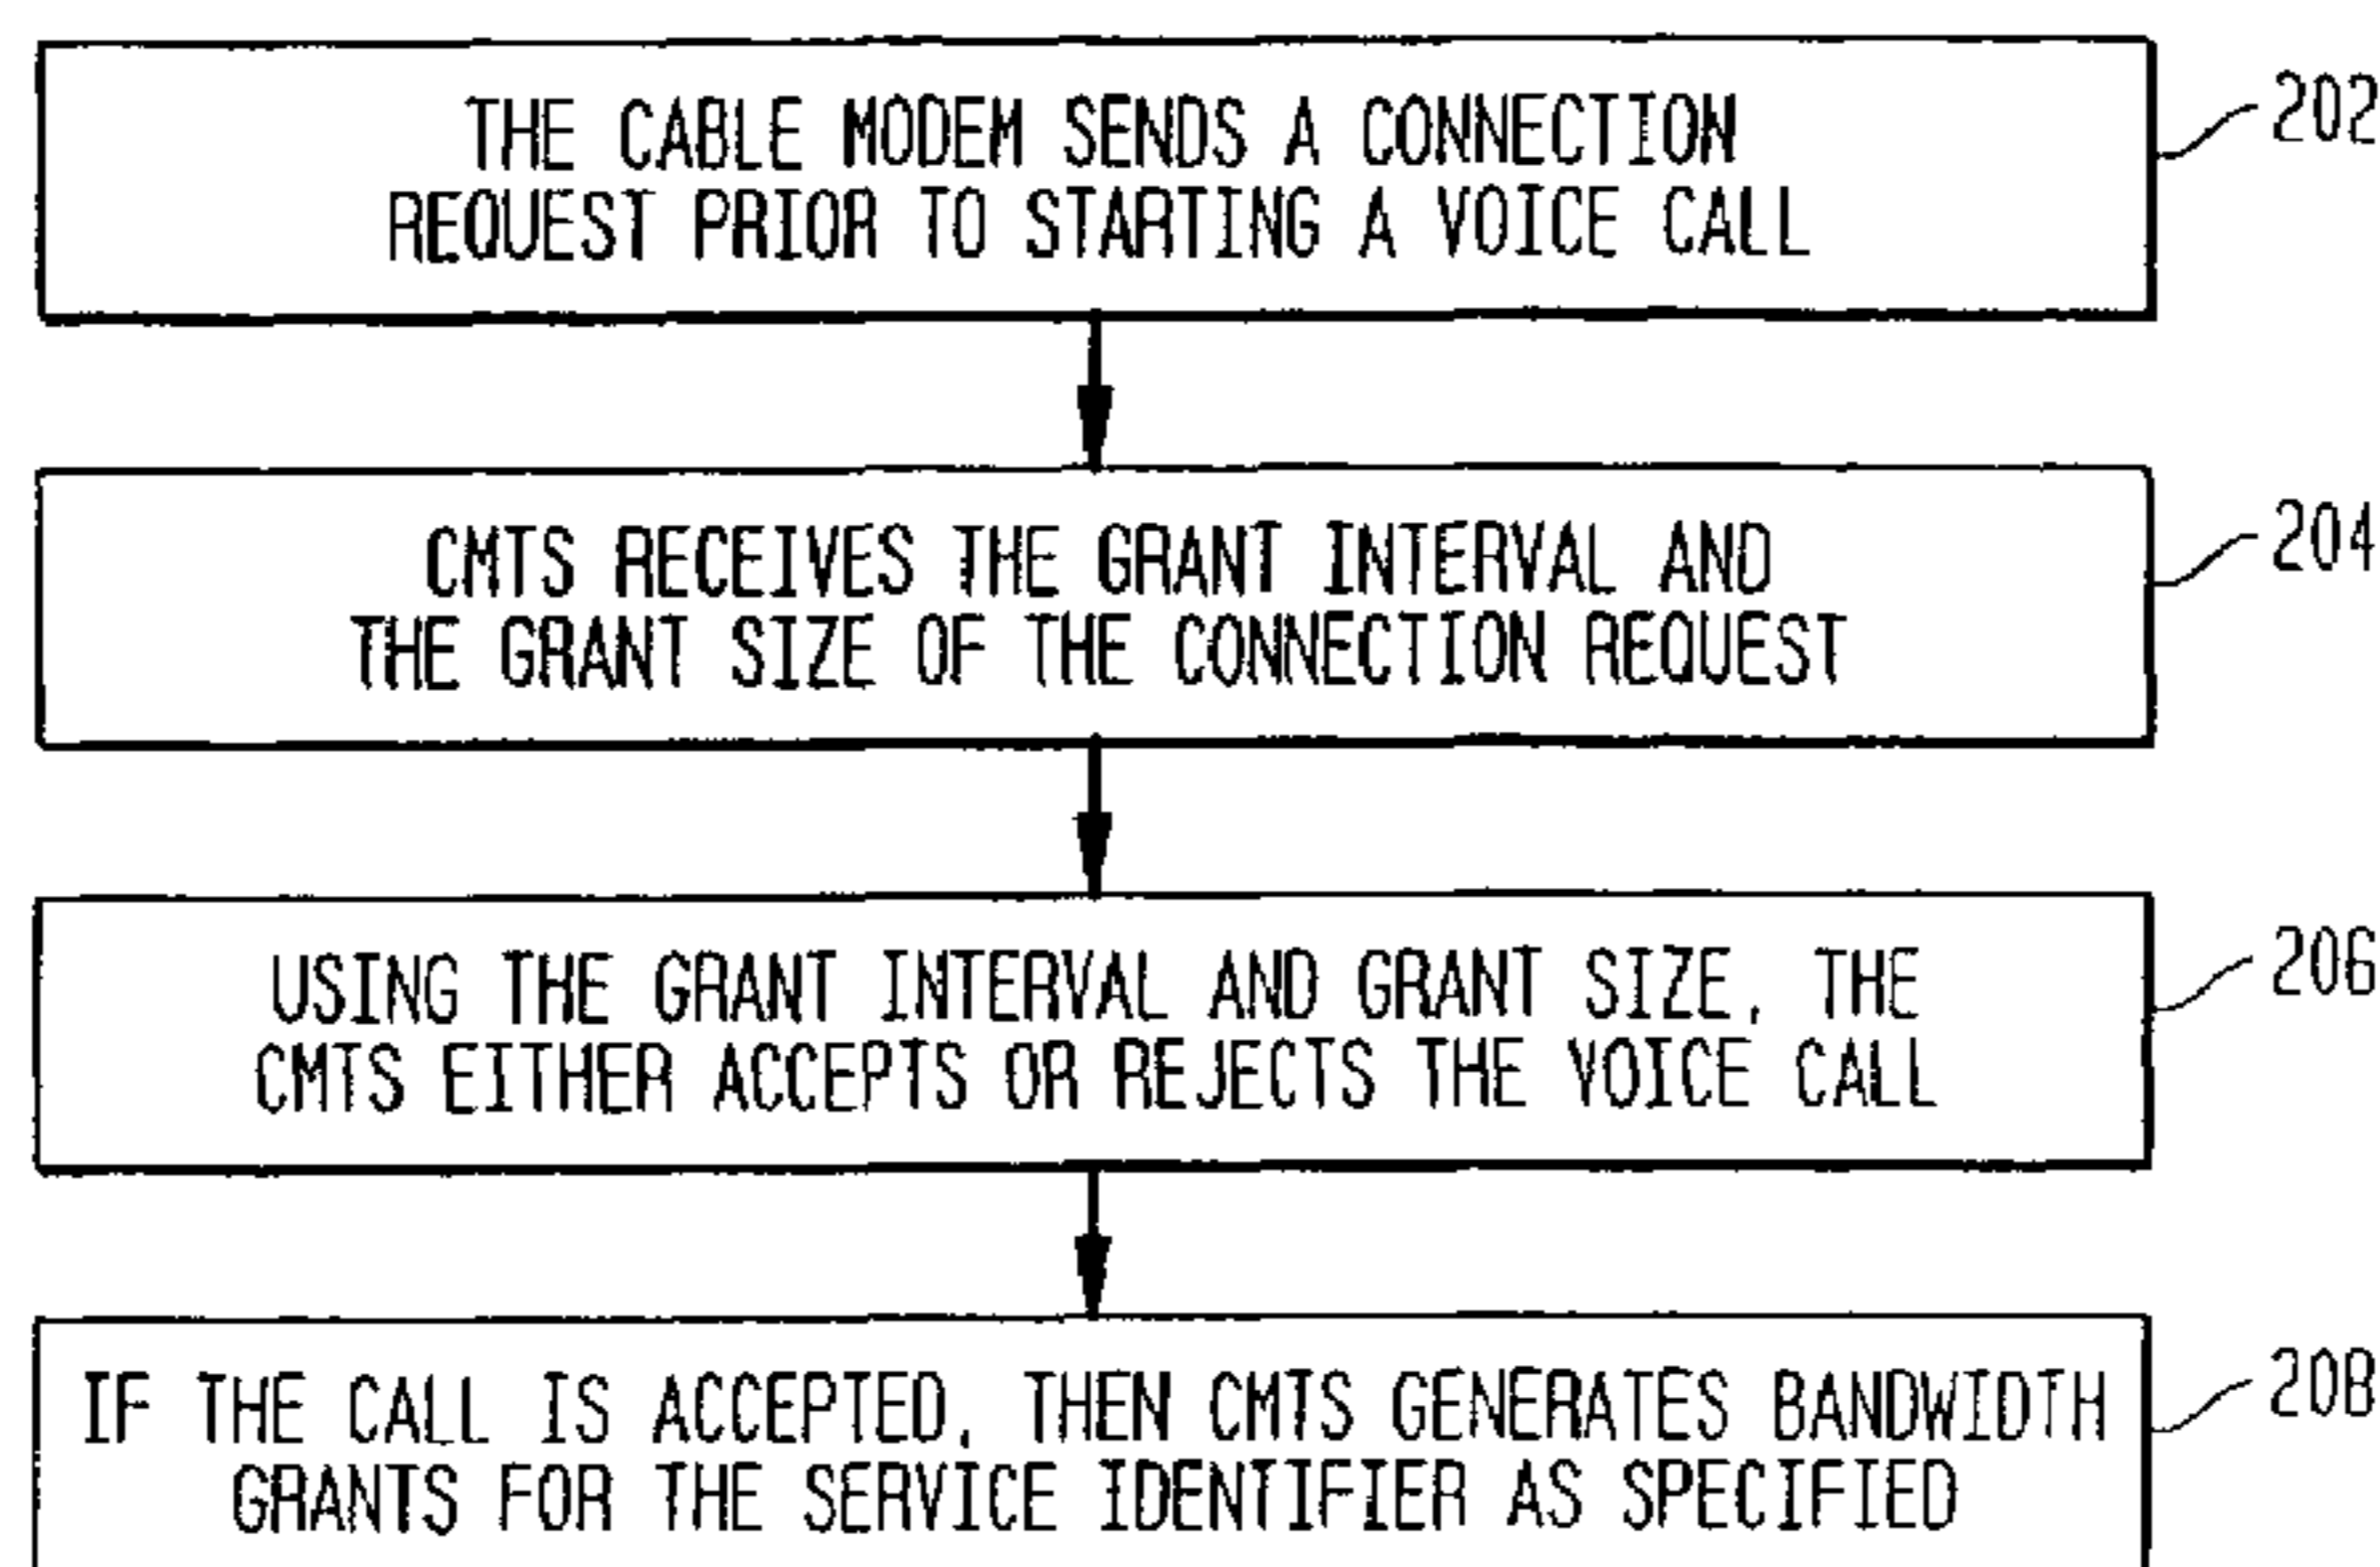 THE CABLE MODEM SENDS A CONNECTION
REQUEST PRIOR TO STARTING A VOICE CALL
202
CMTS RECEIVES THE GRANT INTERVAL AND
THE GRANT SIZE OF THE CONNECTION REQUEST
204
USING THE GRANT INTERVAL AND GRANT SIZE, THE
CMTS EITHER ACCEPTS OR REJECTS THE VOICE CALL
206
IF THE CALL IS ACCEPTED, THEN CMTS GENERATES BANDWIDTH
GRANTS FOR THE SERVICE IDENTIFIER AS SPECIFIED
208